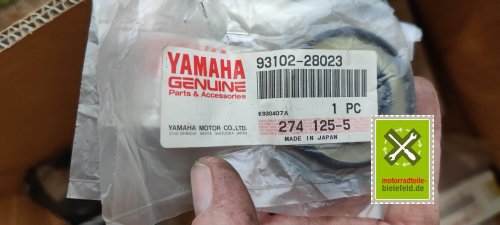 YAMAHA
GENUINE
Parts & Accessories
YAMAHA MOTOR CO.,LTD.
93102-28023
1 PC
K930407A
274 125-5
MADE IN JAPAN
motorradteile-
bielefeld.de